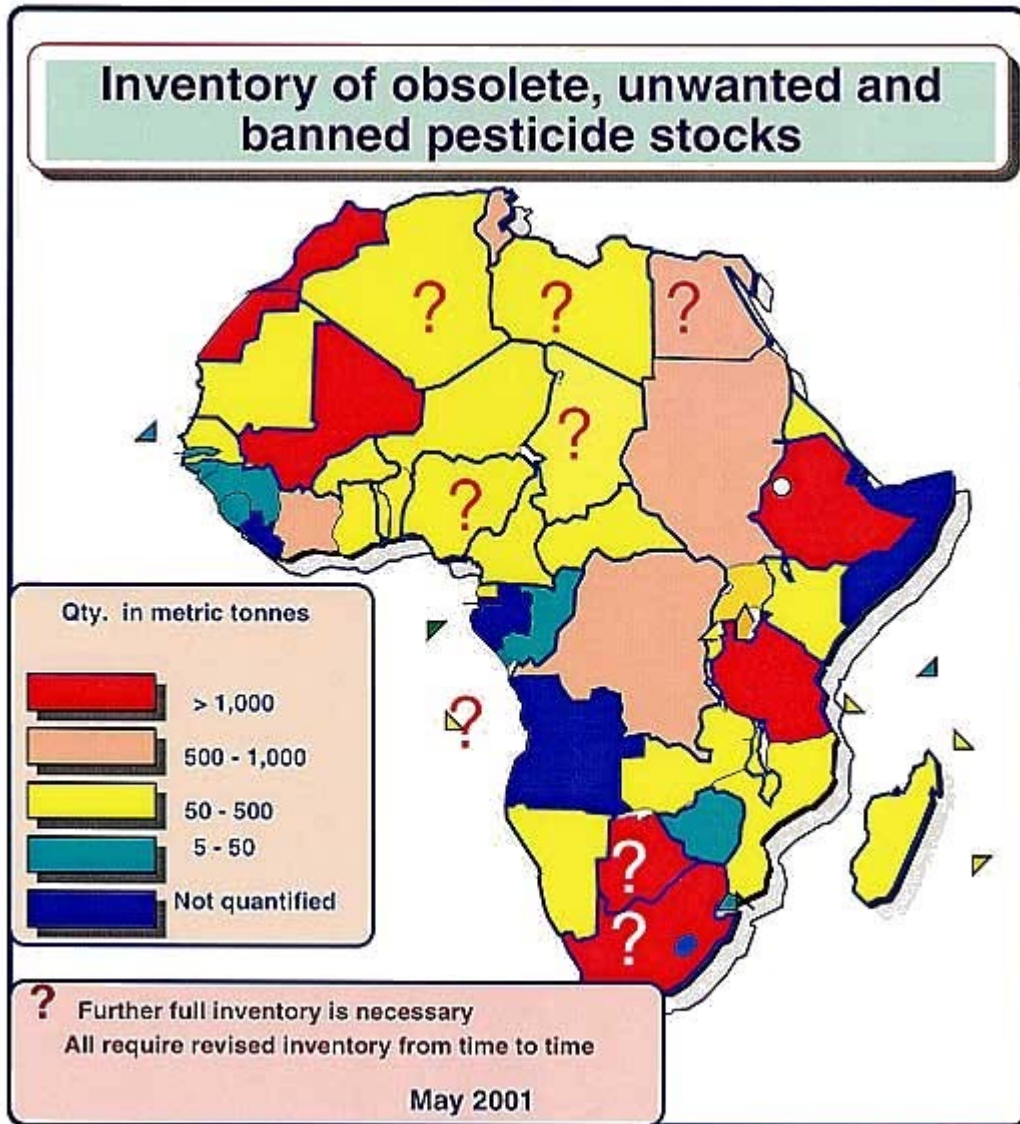 Inventory of obsolete, unwanted and
banned pesticide stocks
?
?
?
?
?
?
Qty. in metric tonnes
> 1,000
500 - 1,000
50 - 500
5 - 50
Not quantified
?
?
?
? Further full inventory is necessary
All require revised inventory from time to time
May 2001